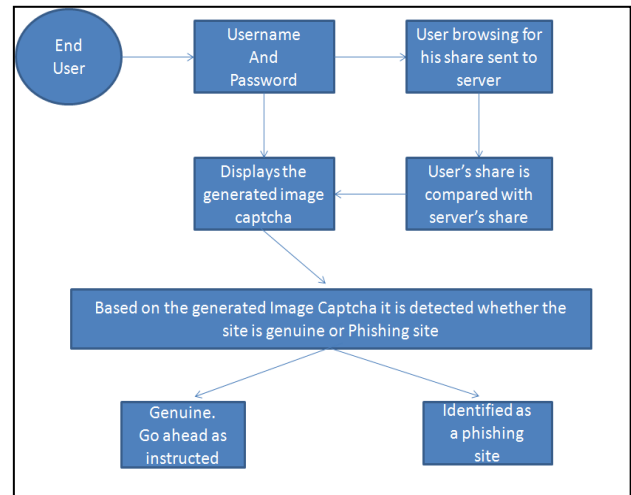 End
User
Username
And
Password
User browsing for
his share sent to
server
Displays the
generated image
captcha
User's share is
compared with
server's share
Based on the generated Image Captcha it is detected whether the
site is genuine or Phishing site
Genuine.
Go ahead as
instructed
Identified as
a phishing
site